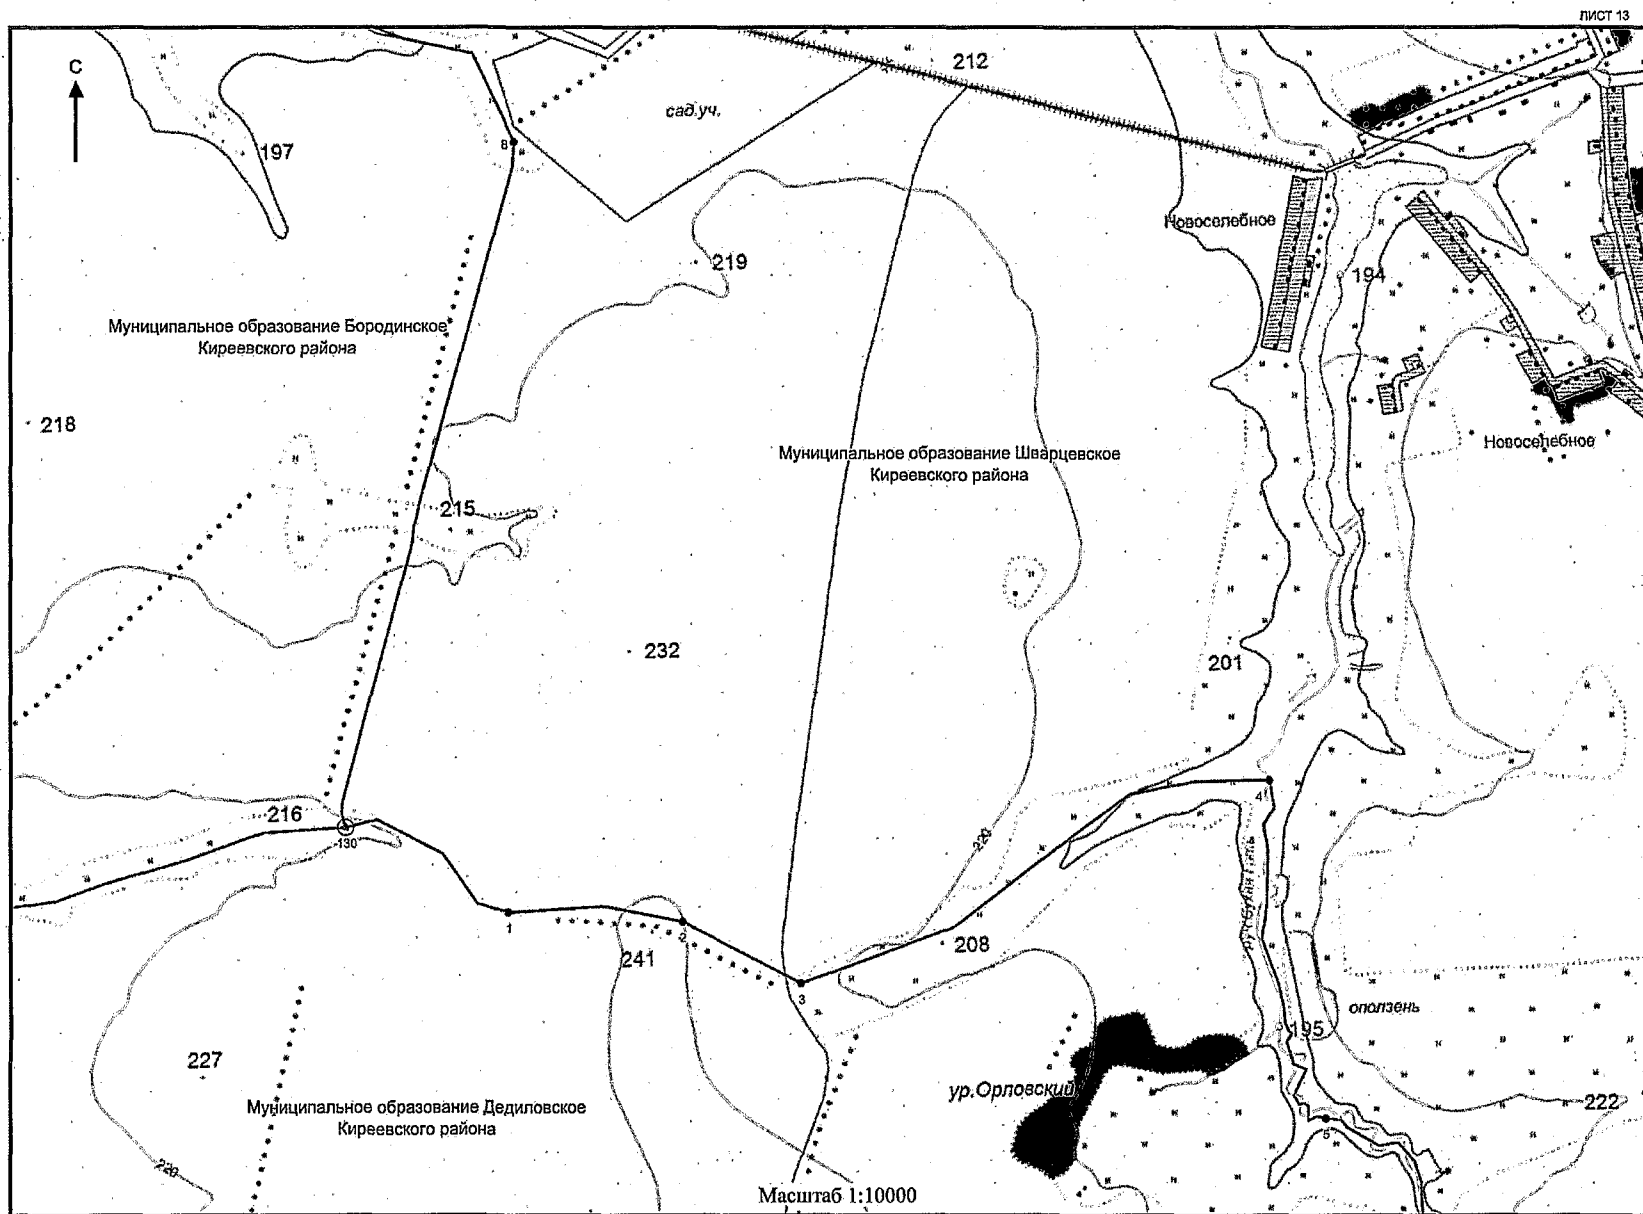 ЛИСТ 13
С
212
сад.уч.
8
197
Новоселебное
219
194
Муниципальное образование Бородинское
Киреевского района
218
Новоселебное
Муниципальное образование Шварцевское
Киреевского района
215
232
201
4
216
-130
220
1
2
241
208
3
оползень
195
227
ур.Орловский
222
Муниципальное образование Дедиловское
Киреевского района
5
220
Масштаб 1:10000